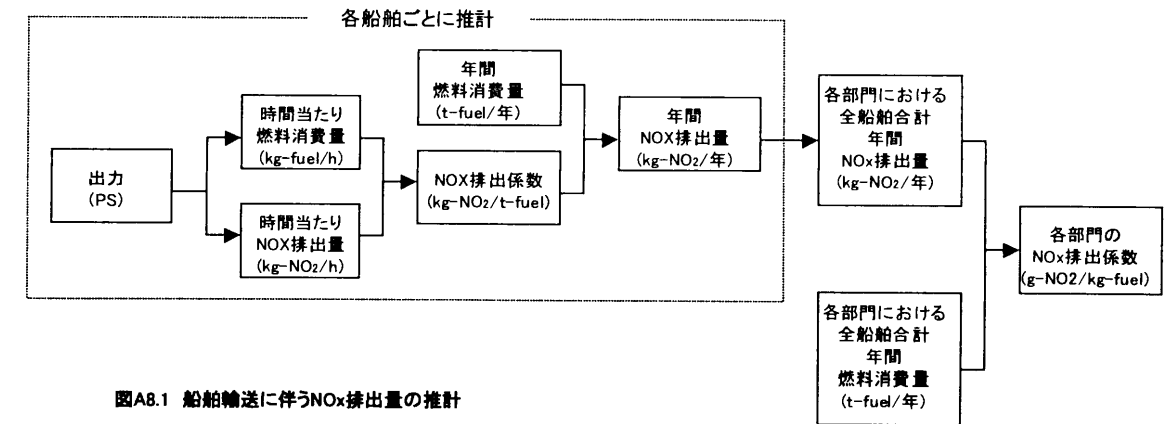 各船舶ごとに推計
出力
(PS)
時間当たり
燃料消費量
(kg-fuel/h)
時間当たり
NOX排出量
(kg-NO2/h)
年間
燃料消費量
(t-fuel/年)
NOX排出係数
(kg-NO2/t-fuel)
年間
NOX排出量
(kg-NO2/年)
各部門における
全船舶合計
年間
NOx排出量
(kg-NO2/年)
各部門における
全船舶合計
年間
燃料消費量
(t-fuel/年)
各部門の
NOx排出係数
(g-NO2/kg-fuel)
図A8.1 船舶輸送に伴うNOx排出量の推計